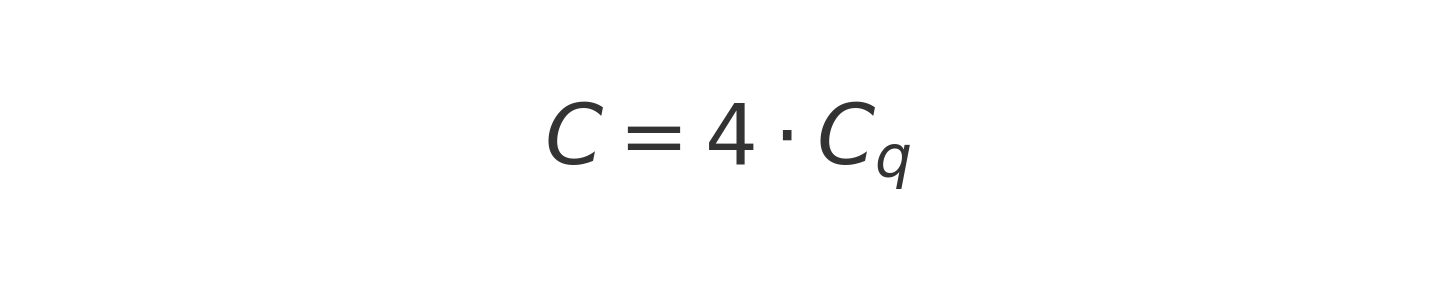 C = 4 · C_q